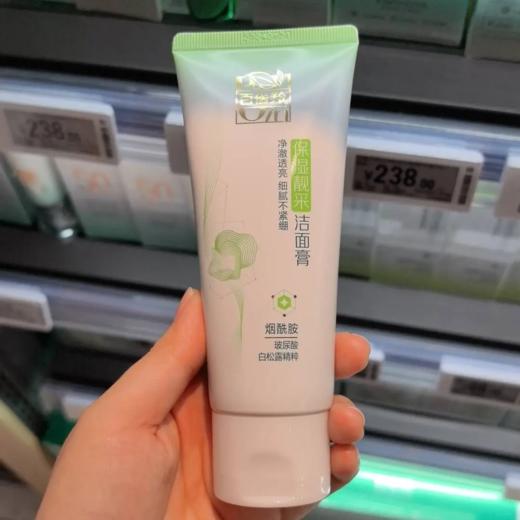 百雀羚
保湿靓采洁面膏
净澈透亮 细腻不紧绷
烟酰胺
玻尿酸
白松露精粹
¥238.00
¥238.00